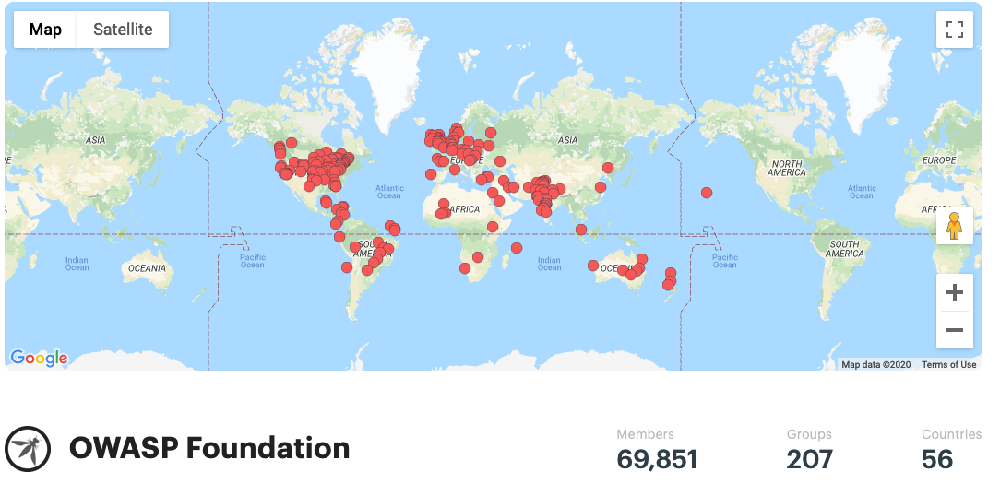 Map
Satellite
ASIA
Atlantic
Ocean
EUROPE
AFRICA
ASIA
NORTH
AMERICA
EUROPE
Atlantic
Ocean
Indian
Ocean
Pacific
Ocean
OCEANIA
Indian
Ocean
Pacific
Ocean
SOUTH
AMERICA
Google
Map data ©2020
Terms of Use
OWASP Foundation
Members
69,851
Groups
207
Countries
56